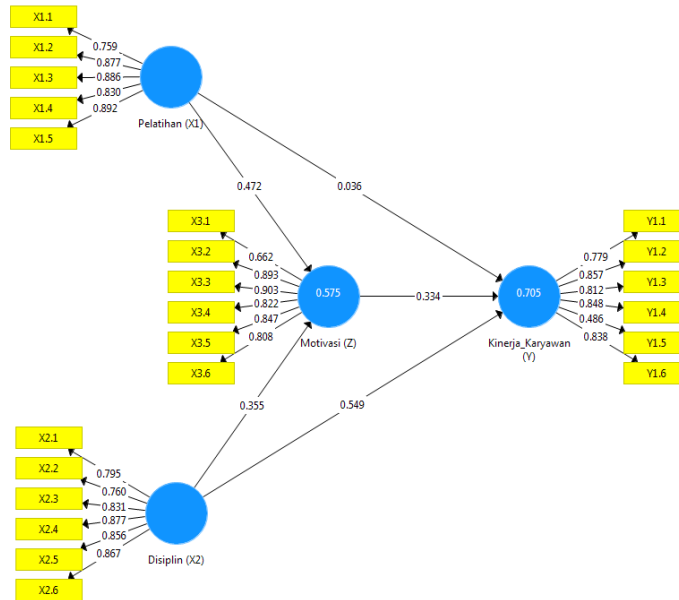 X1.1
X1.2
X1.3
X1.4
X1.5
0.759
0.877
0.886
0.830
0.892
Pelatihan (X1)
0.472
0.036
X3.1
X3.2
X3.3
X3.4
X3.5
X3.6
0.662
0.893
0.903
0.822
0.847
0.808
0.575
Motivasi (Z)
0.334
0.705
Kinerja_Karyawan
(Y)
0.779
0.857
0.812
0.848
0.486
0.838
Y1.1
Y1.2
Y1.3
Y1.4
Y1.5
Y1.6
0.355
0.549
X2.1
X2.2
X2.3
X2.4
X2.5
X2.6
0.795
0.760
0.831
0.877
0.856
0.867
Disiplin (X2)